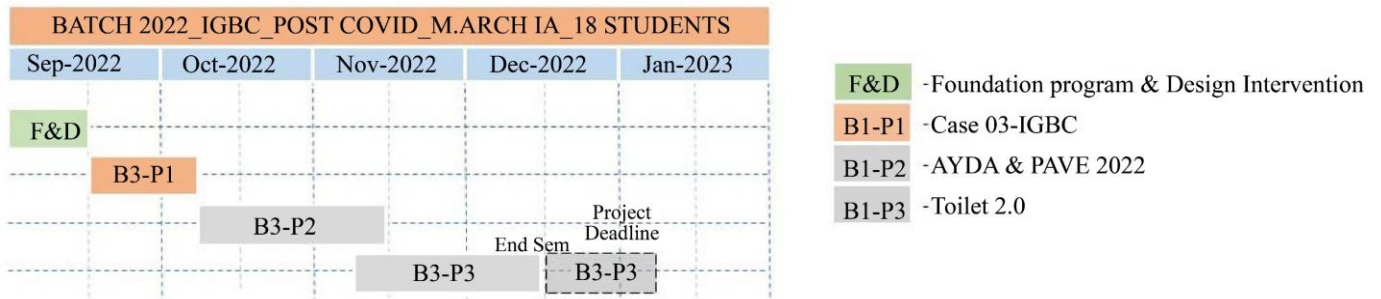 BATCH 2022_IGBC_POST COVID_M.ARCH IA_18 STUDENTS
Sep-2022 Oct-2022 Nov-2022 Dec-2022 Jan-2023
F&D
B3-P1
B3-P2
Project
Deadline
End Sem
B3-P3
B3-P3
F&D -Foundation program & Design Intervention
B1-P1 -Case 03-IGBC
B1-P2 -AYDA & PAVE 2022
B1-P3 -Toilet 2.0